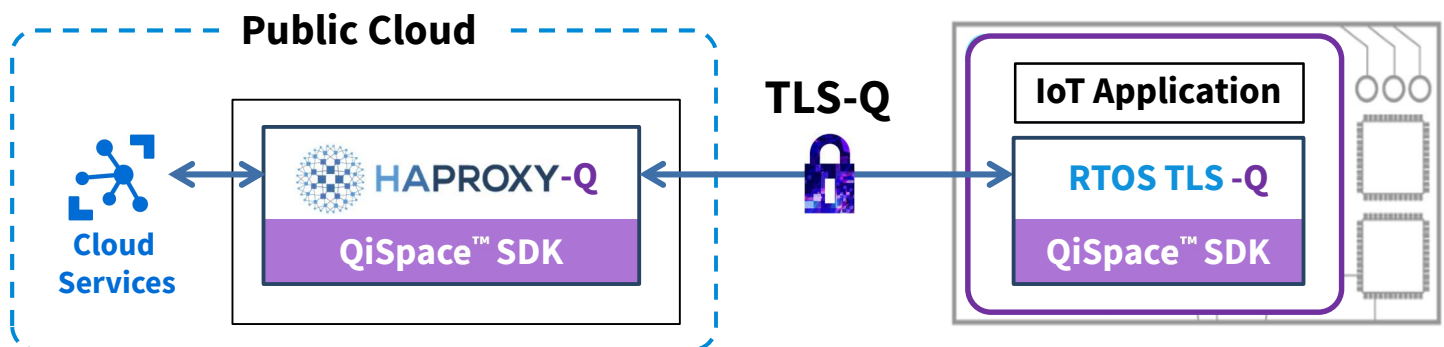 Public Cloud
TLS-Q
IoT Application
HAPROXY-Q
RTOS TLS -Q
QiSpace™ SDK
QiSpace™ SDK
Cloud
Services